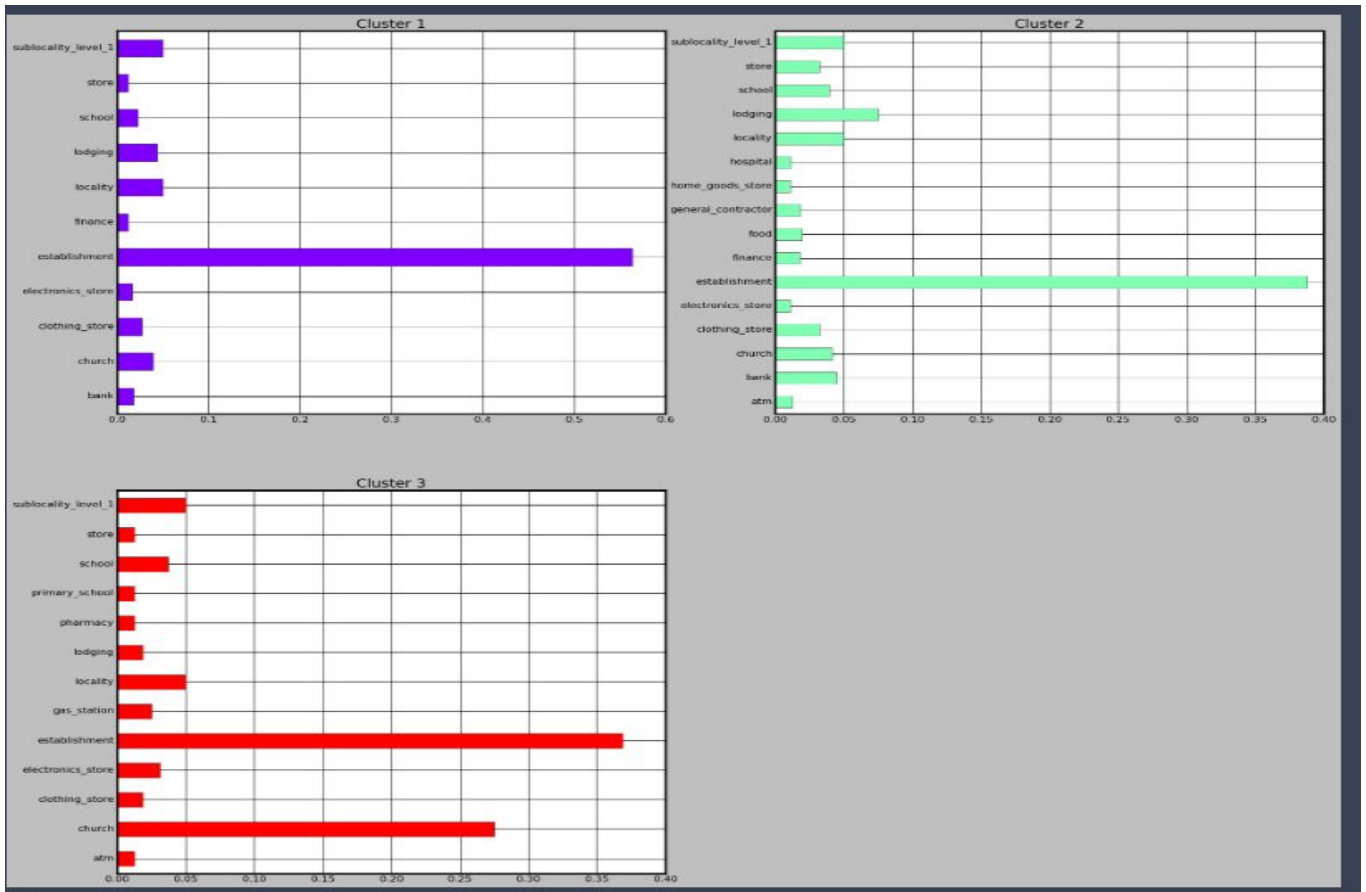 Cluster 1
sublocality_level_1
store
school
lodging
locality
finance
establishment
electronics_store
clothing_store
church
bank
0.0 0.1 0.2 0.3 0.4 0.5 0.6
Cluster 2
sublocality_level_1
store
school
lodging
locality
hospital
home_goods_store
general_contractor
food
finance
establishment
electronics_store
clothing_store
church
bank
atm
0.00 0.05 0.10 0.15 0.20 0.25 0.30 0.35 0.40
Cluster 3
sublocality_level_1
store
school
primary_school
pharmacy
lodging
locality
gas_station
establishment
electronics_store
clothing_store
church
atm
0.00 0.05 0.10 0.15 0.20 0.25 0.30 0.35 0.40